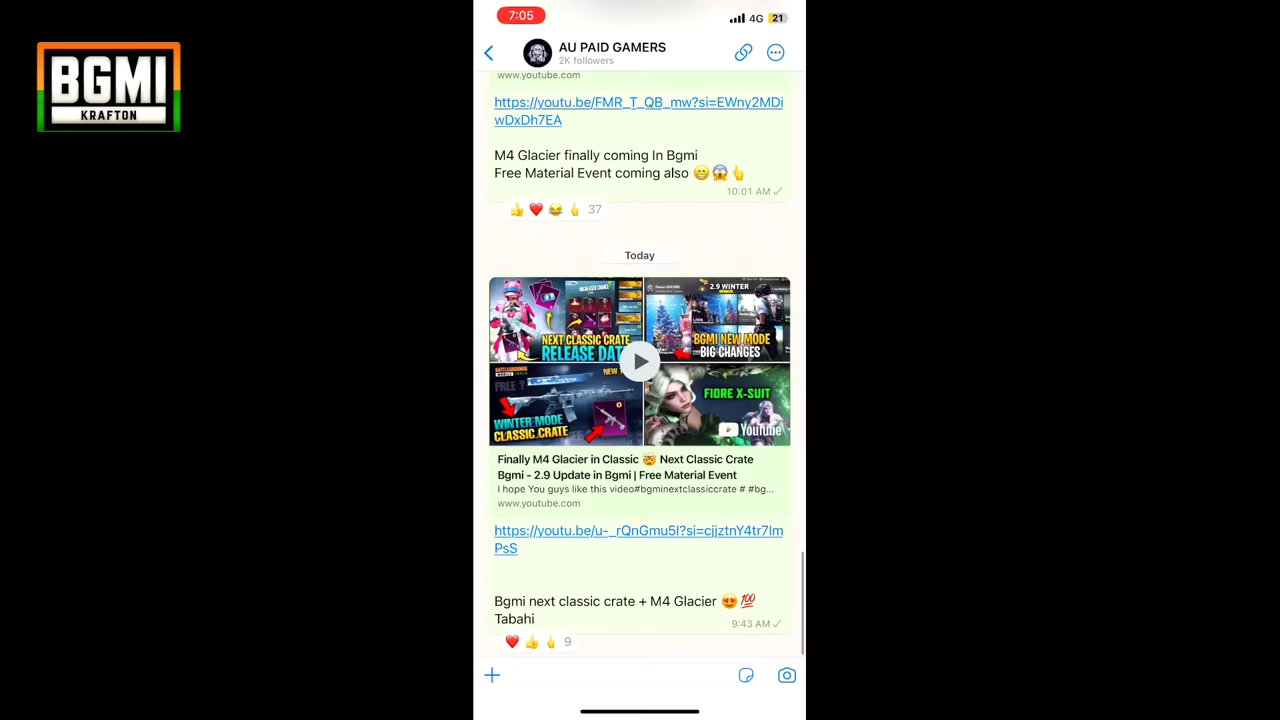 BGMI
KRAFTON
7:05
4G 21
AU PAID GAMERS
2K followers
www.youtube.com
https://youtu.be/FMR_T_QB_mw?si=EWny2MDi
wDxDh7EA
M4 Glacier finally coming In Bgmi
Free Material Event coming also 😁😱👆
10:01 AM ✓
👍❤️😂👆 37
Today
NEXT CLASSIC CRATE
RELEASE DATE
2.9 WINTER
UPDATE
BGMI NEW MODE
BIG CHANGES
FREE ?
NEW
WINTER MODE
CLASSIC CRATE
FIORE X-SUIT
YouTube
Finally M4 Glacier in Classic 🤯 Next Classic Crate
Bgmi - 2.9 Update in Bgmi | Free Material Event
I hope You guys like this video#bgminextclassiccrate # #bg...
www.youtube.com
https://youtu.be/u-_rQnGmu5I?si=cjjztnY4tr7lm
PsS
Bgmi next classic crate + M4 Glacier 😍💯
Tabahi
9:43 AM ✓
❤️👍👆 9